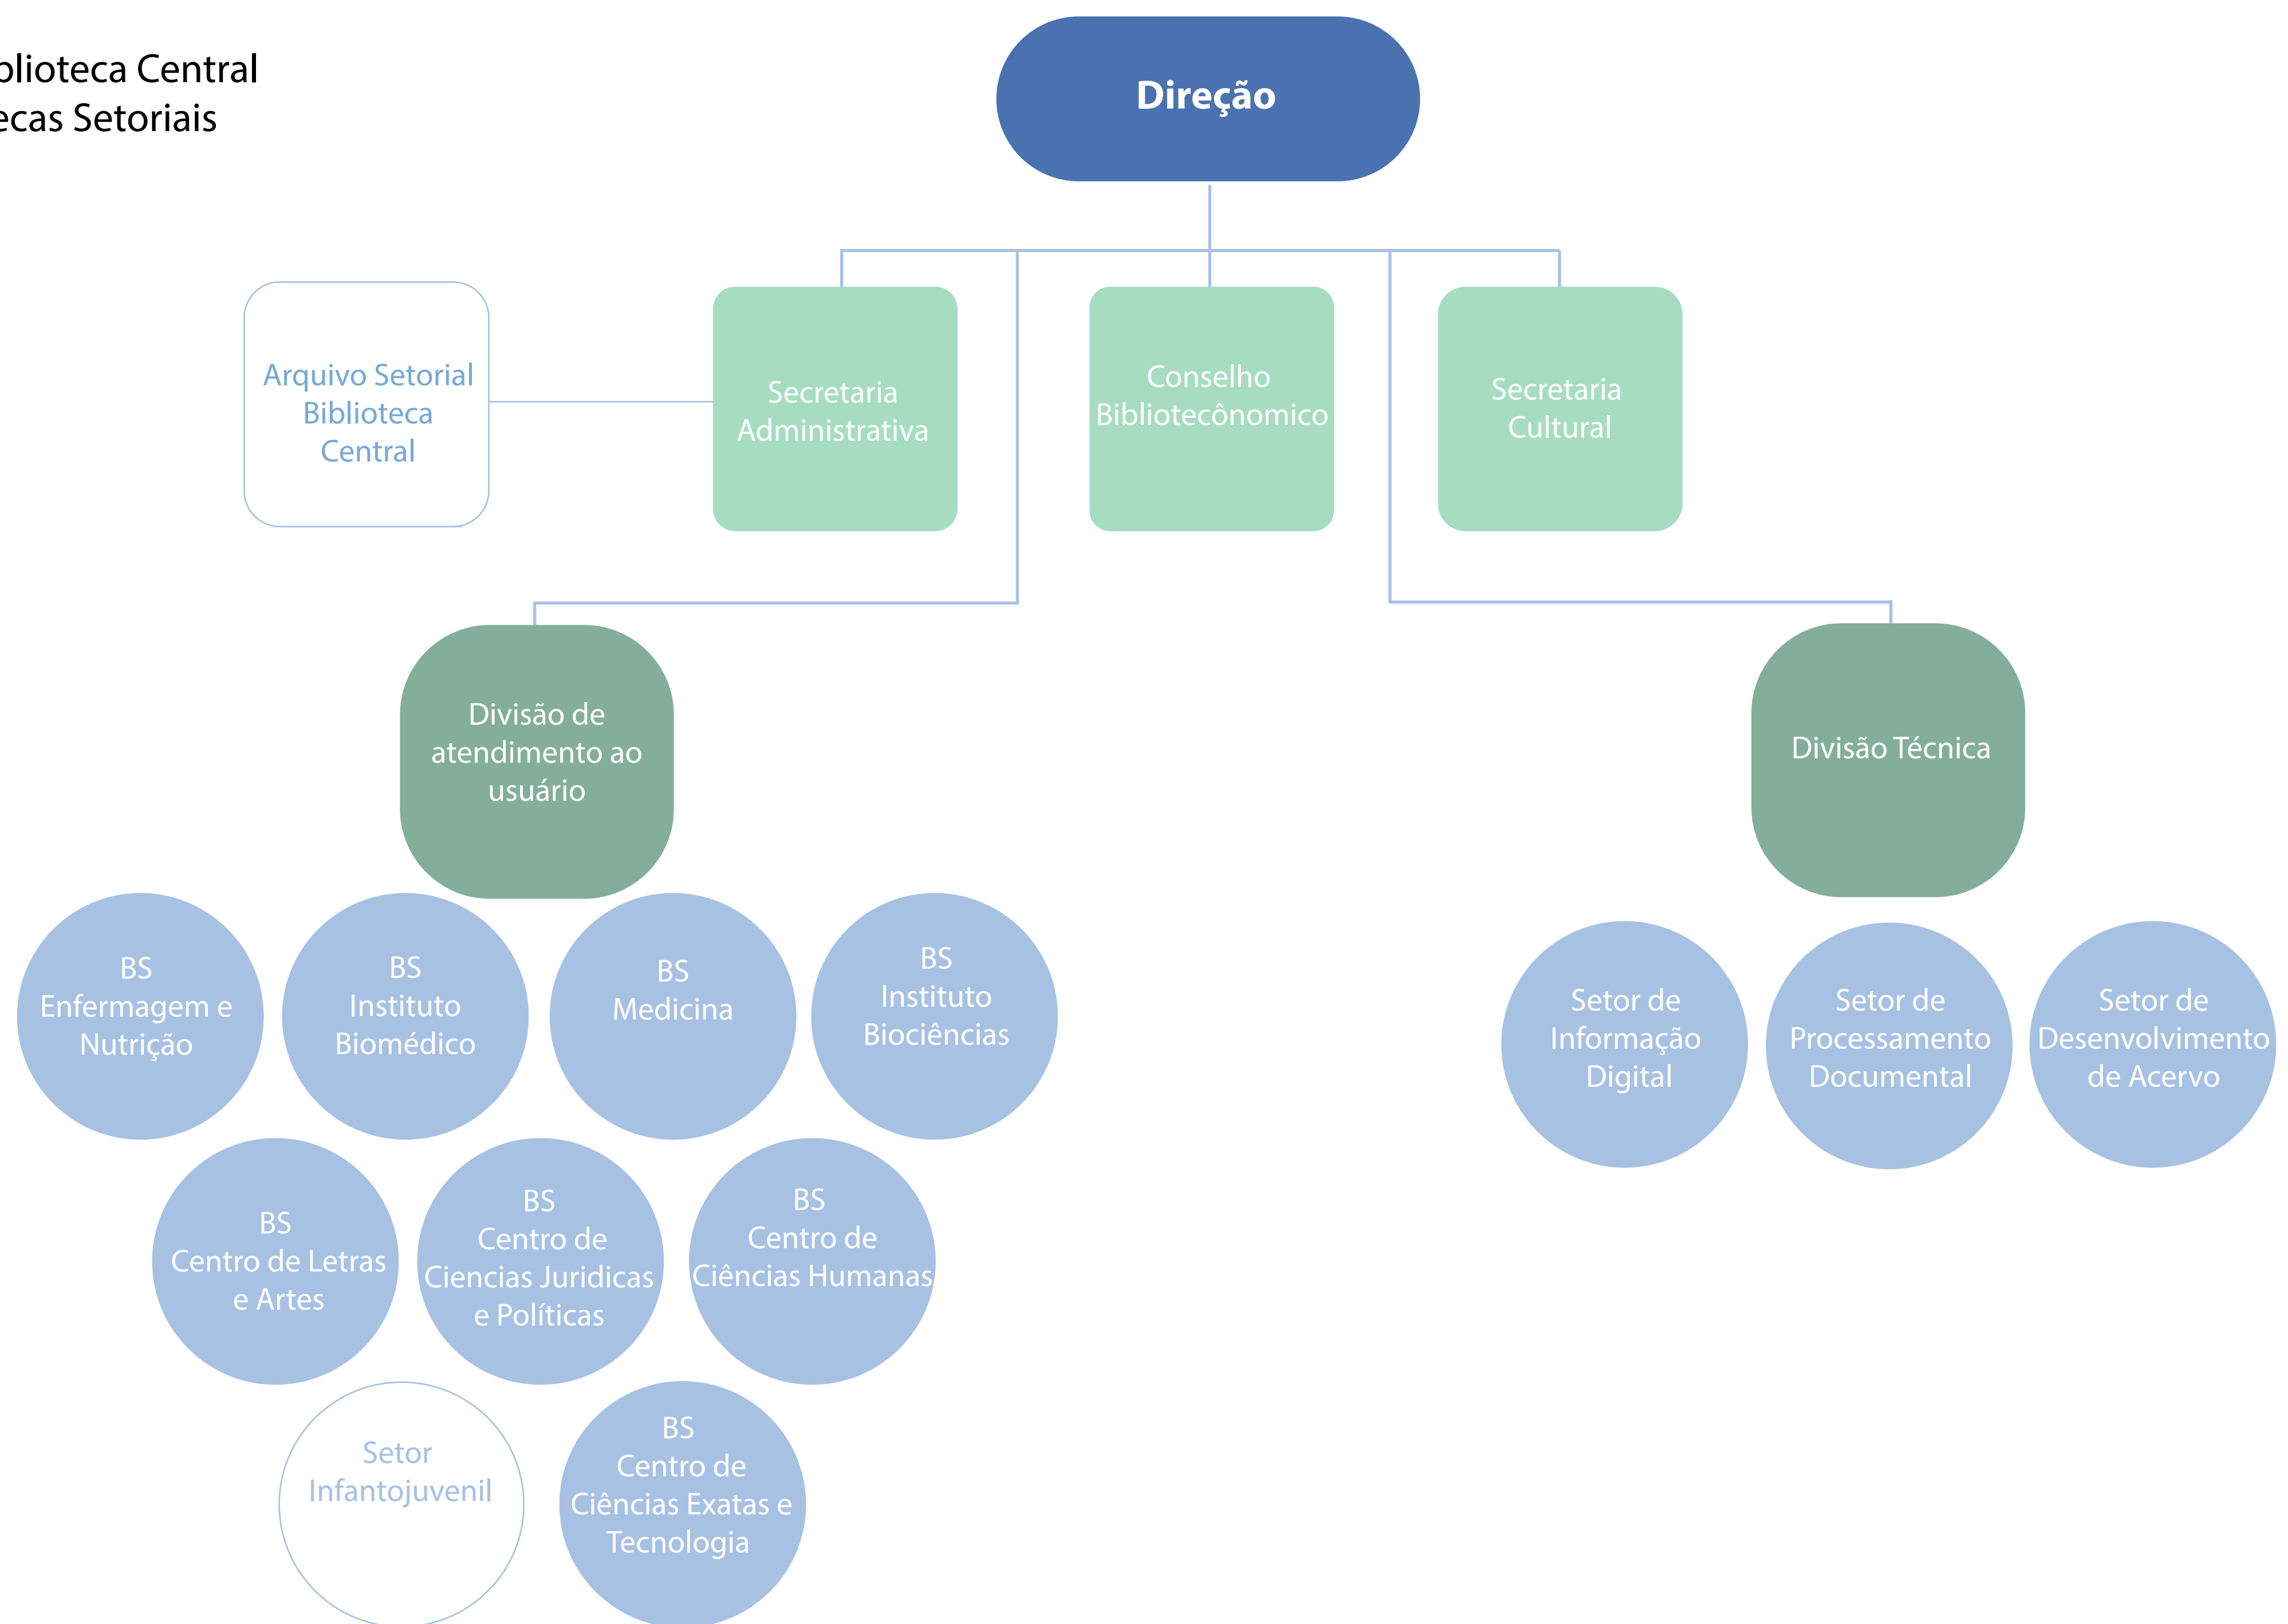 blioteca Central
ecas Setoriais
Direção
Arquivo Setorial
Biblioteca
Central
Secretaria
Administrativa
Conselho
Bibliotecônomico
Secretaria
Cultural
Divisão de
atendimento ao
usuário
Divisão Técnica
BS
Enfermagem e
Nutrição
BS
Instituto
Biomédico
BS
Medicina
BS
Instituto
Biociências
Setor de
Informação
Digital
Setor de
Processamento
Documental
Setor de
Desenvolvimento
de Acervo
BS
Centro de Letras
e Artes
BS
Centro de
Ciencias Juridicas
e Políticas
BS
Centro de
Ciências Humanas
Setor
Infantojuvenil
BS
Centro de
Ciências Exatas e
Tecnologia